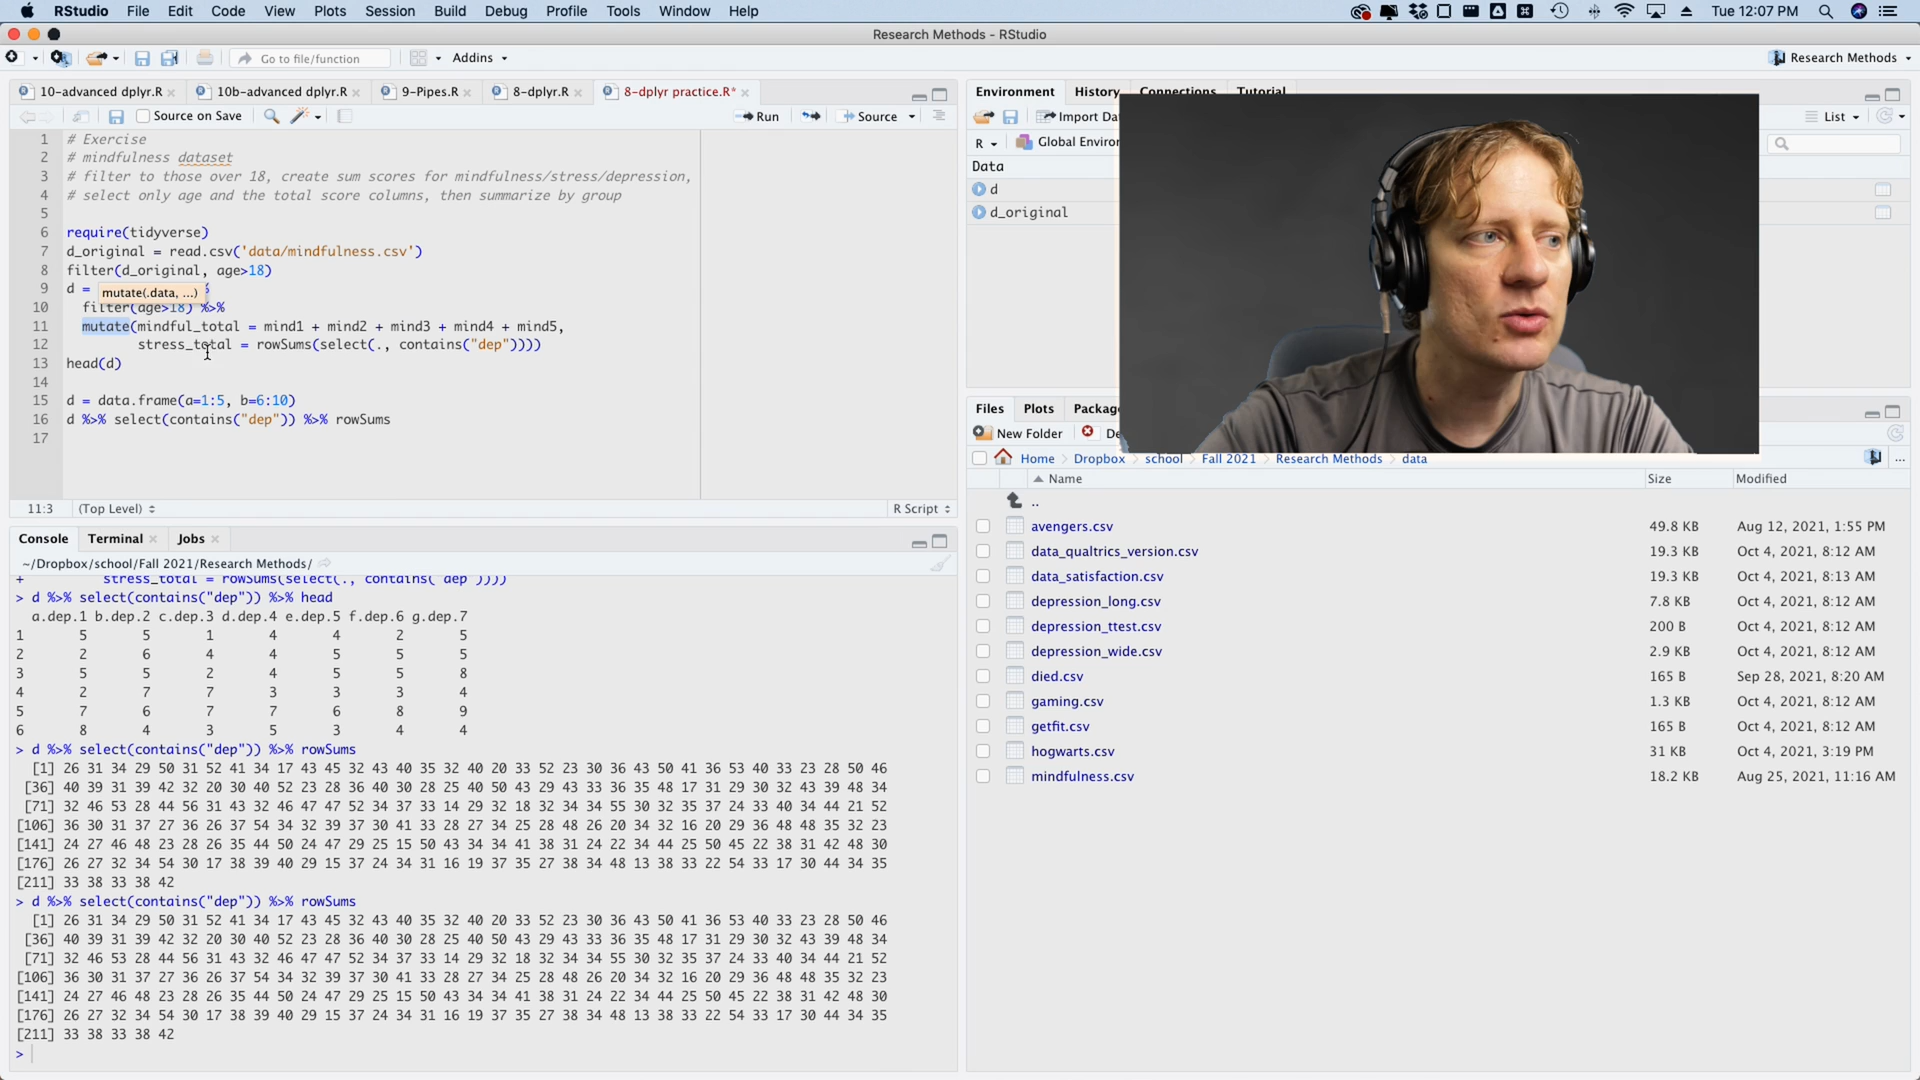 RStudio File Edit Code View Plots Session Build Debug Profile Tools Window Help Tue 12:07 PM
Research Methods - RStudio
Go to file/function Addins Research Methods
10-advanced dplyr.R 10b-advanced dplyr.R 9-Pipes.R 8-dplyr.R 8-dplyr practice.R*
Source on Save Run Source
1 # Exercise
2 # mindfulness dataset
3 # filter to those over 18, create sum scores for mindfulness/stress/depression,
4 # select only age and the total score columns, then summarize by group
5
6 require(tidyverse)
7 d_original = read.csv('data/mindfulness.csv')
8 filter(d_original, age>18)
9 d =
mutate(.data, ...)
10 filter(age>18) %>%
11 mutate(mindful_total = mind1 + mind2 + mind3 + mind4 + mind5,
12 stress_total = rowSums(select(., contains("dep"))))
13 head(d)
14
15 d = data.frame(a=1:5, b=6:10)
16 d %>% select(contains("dep")) %>% rowSums
17
11:3 (Top Level) R Script
Console Terminal Jobs
~/Dropbox/school/Fall 2021/Research Methods/
+ stress_total = rowSums(select(., contains("dep"))))
> d %>% select(contains("dep")) %>% head
a.dep.1 b.dep.2 c.dep.3 d.dep.4 e.dep.5 f.dep.6 g.dep.7
1 5 5 1 4 4 2 5
2 2 6 4 4 5 5 5
3 5 5 2 4 5 5 8
4 2 7 7 3 3 3 4
5 7 6 7 7 6 8 9
6 8 4 3 5 3 4 4
> d %>% select(contains("dep")) %>% rowSums
[1] 26 31 34 29 50 31 52 41 34 17 43 45 32 43 40 35 32 40 20 33 52 23 30 36 43 50 41 36 53 40 33 23 28 50 46
[36] 40 39 31 39 42 32 20 30 40 52 23 28 36 40 30 28 25 40 50 43 29 43 33 36 35 48 17 31 29 30 32 43 39 48 34
[71] 32 46 53 28 44 56 31 43 32 46 47 47 52 34 37 33 14 29 32 18 32 34 34 55 30 32 35 37 24 33 40 34 44 21 52
[106] 36 30 31 37 27 36 26 37 54 34 32 39 37 30 41 33 28 27 34 25 28 48 26 20 34 32 16 20 29 36 48 48 35 32 23
[141] 24 27 46 48 23 28 26 35 44 50 24 47 29 25 15 50 43 34 34 41 38 31 24 22 34 44 25 50 45 22 38 31 42 48 30
[176] 26 27 32 34 54 30 17 38 39 40 29 15 37 24 34 31 16 19 37 35 27 38 34 48 13 38 33 22 54 33 17 30 44 34 35
[211] 33 38 33 38 42
> d %>% select(contains("dep")) %>% rowSums
[1] 26 31 34 29 50 31 52 41 34 17 43 45 32 43 40 35 32 40 20 33 52 23 30 36 43 50 41 36 53 40 33 23 28 50 46
[36] 40 39 31 39 42 32 20 30 40 52 23 28 36 40 30 28 25 40 50 43 29 43 33 36 35 48 17 31 29 30 32 43 39 48 34
[71] 32 46 53 28 44 56 31 43 32 46 47 47 52 34 37 33 14 29 32 18 32 34 34 55 30 32 35 37 24 33 40 34 44 21 52
[106] 36 30 31 37 27 36 26 37 54 34 32 39 37 30 41 33 28 27 34 25 28 48 26 20 34 32 16 20 29 36 48 48 35 32 23
[141] 24 27 46 48 23 28 26 35 44 50 24 47 29 25 15 50 43 34 34 41 38 31 24 22 34 44 25 50 45 22 38 31 42 48 30
[176] 26 27 32 34 54 30 17 38 39 40 29 15 37 24 34 31 16 19 37 35 27 38 34 48 13 38 33 22 54 33 17 30 44 34 35
[211] 33 38 33 38 42
>
Environment History Connections Tutorial
Import Da List
R Global Enviro
Data
d
d_original
Files Plots Packag
New Folder De
Home Dropbox school Fall 2021 Research Methods data ...
Name Size Modified
..
avengers.csv 49.8 KB Aug 12, 2021, 1:55 PM
data_qualtrics_version.csv 19.3 KB Oct 4, 2021, 8:12 AM
data_satisfaction.csv 19.3 KB Oct 4, 2021, 8:13 AM
depression_long.csv 7.8 KB Oct 4, 2021, 8:12 AM
depression_ttest.csv 200 B Oct 4, 2021, 8:12 AM
depression_wide.csv 2.9 KB Oct 4, 2021, 8:12 AM
died.csv 165 B Sep 28, 2021, 8:20 AM
gaming.csv 1.3 KB Oct 4, 2021, 8:12 AM
getfit.csv 165 B Oct 4, 2021, 8:12 AM
hogwarts.csv 31 KB Oct 4, 2021, 3:19 PM
mindfulness.csv 18.2 KB Aug 25, 2021, 11:16 AM